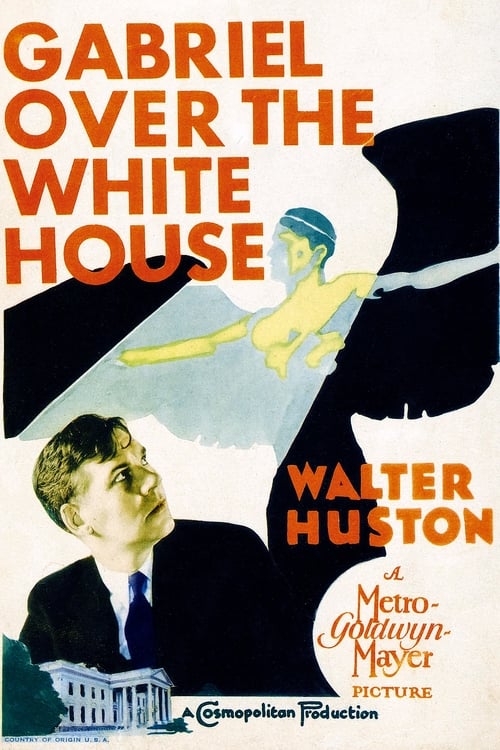 GABRIEL
OVER THE
WHITE
HOUSE
WALTER
HUSTON
A
Metro-
Goldwyn-
Mayer
PICTURE
A Cosmopolitan Production
COUNTRY OF ORIGIN U.S.A.